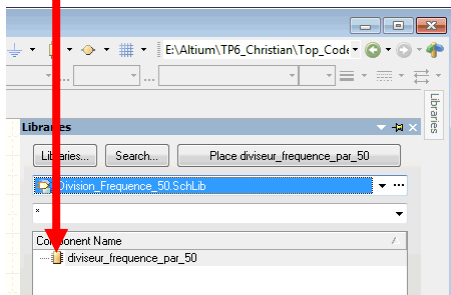 E:\Altium\TP6_Christian\Top_Code
...
...
Libraries
Libraries
Libraries...
Search...
Place diviseur_frequence_par_50
Division_Frequence_50.SchLib
...
*
Component Name
diviseur_frequence_par_50